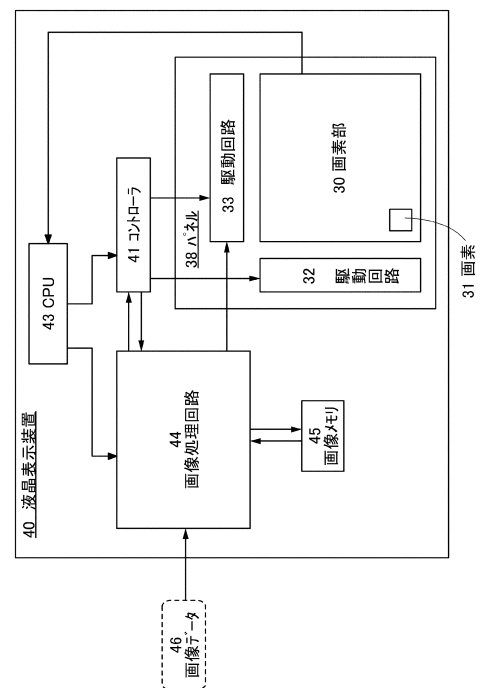 40 液晶表示装置
43 CPU
41 コントローラ
38 パネル
33 駆動回路
30 画素部
32
駆動回路
31 画素
44
画像処理回路
45
画像メモリ
46
画像データ